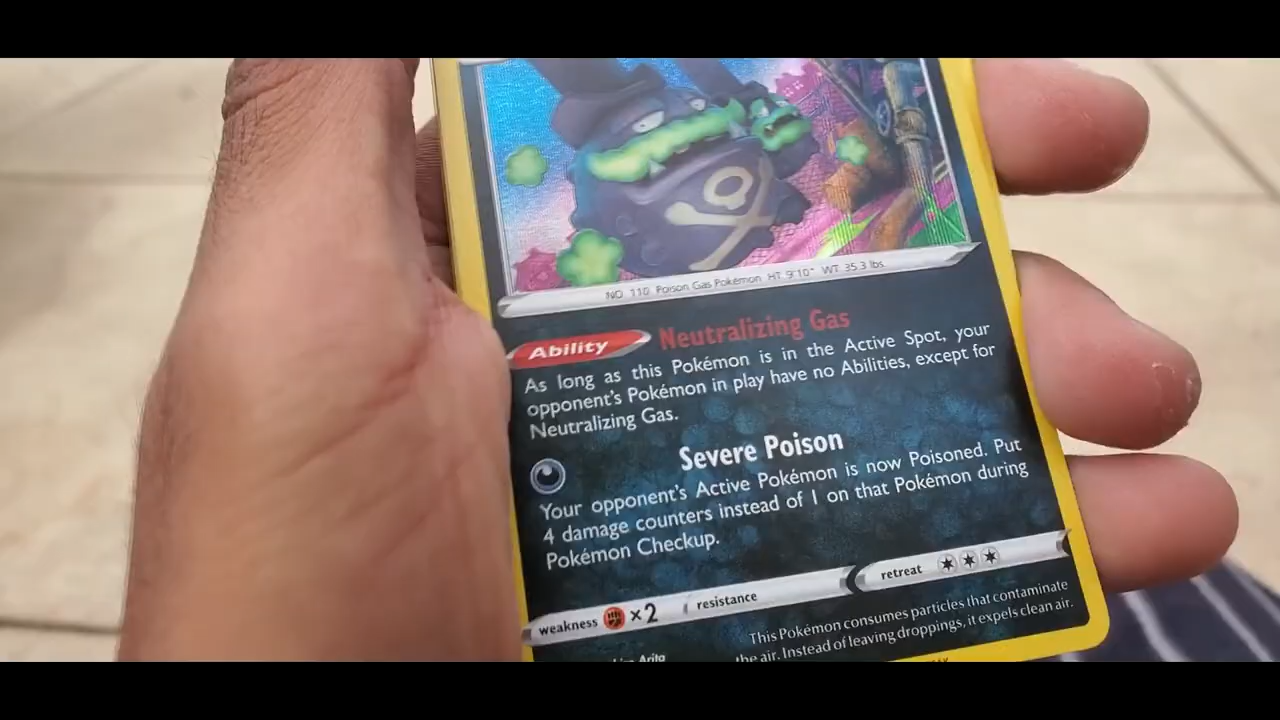 NO 110 Poison Gas Pokémon HT 9'10" WT 35.3 lbs
Ability Neutralizing Gas
As long as this Pokémon is in the Active Spot, your
opponent's Pokémon in play have no Abilities, except for
Neutralizing Gas.
Severe Poison
Your opponent's Active Pokémon is now Poisoned. Put
4 damage counters instead of 1 on that Pokémon during
Pokémon Checkup.
weakness ×2 resistance retreat
This Pokémon consumes particles that contaminate
the air. Instead of leaving droppings, it expels clean air.
Arita